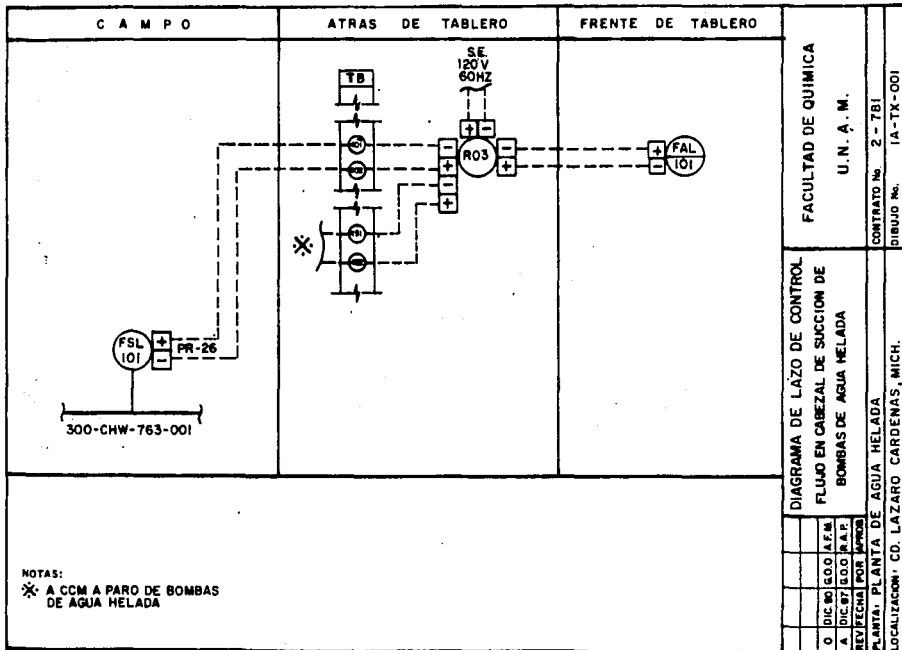 CAMPO
ATRAS DE TABLERO
FRENTE DE TABLERO
S.E.
120 V
60HZ
TB
+ -
-
+
-
+
R03
-
+
+
-
FAL
101
※
FSL
101
+
-
PR-26
300-CHW-763-001
NOTAS:
※ A CCM A PARO DE BOMBAS
DE AGUA HELADA
FACULTAD DE QUIMICA
U.N.A.M.
CONTRATO No. 2-781
DIBUJO No. IA-TX-001
DIAGRAMA DE LAZO DE CONTROL
FLUJO EN CABEZAL DE SUCCION DE
BOMBAS DE AGUA HELADA
O DIC.90 G.O.O A.F.M.
A DIC.87 G.O.O R.A.P.
REV FECHA POR APROB
PLANTA: PLANTA DE AGUA HELADA
LOCALIZACION: CD. LAZARO CARDENAS, MICH.